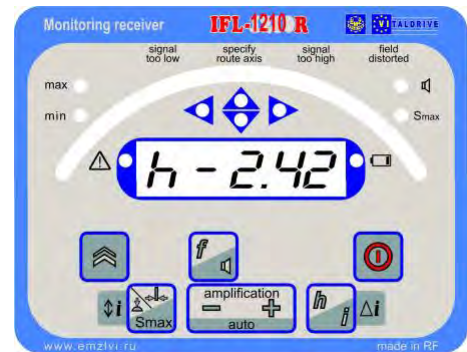 Monitoring receiver
IFL-1210 R
VITALDRIVE
signal too low
specify route axis
signal too high
field distorted
max
min
Smax
h - 2.42
f
i
Smax
amplification
auto
h
i
Δi
www.emzlvi.ru
made in RF